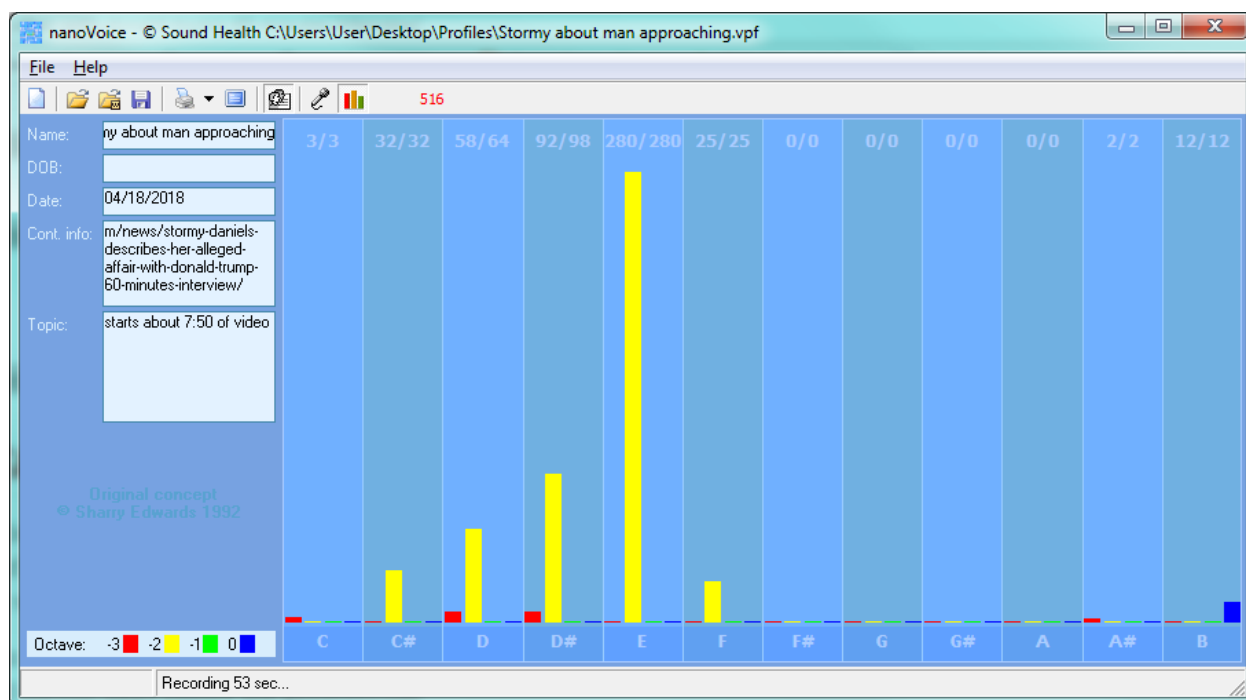 nanoVoice - © Sound Health C:\Users\User\Desktop\Profiles\Stormy about man approaching.vpf
File Help
516
Name: ny about man approaching
DOB:
Date: 04/18/2018
Cont. info: m/news/stormy-daniels-
describes-her-alleged-
affair-with-donald-trump-
60-minutes-interview/
Topic: starts about 7:50 of video
3/3 32/32 58/64 92/98 280/280 25/25 0/0 0/0 0/0 0/0 2/2 12/12
Original concept
© Sharry Edwards 1992
Octave: -3 -2 -1 0
C C# D D# E F F# G G# A A# B
Recording 53 sec...